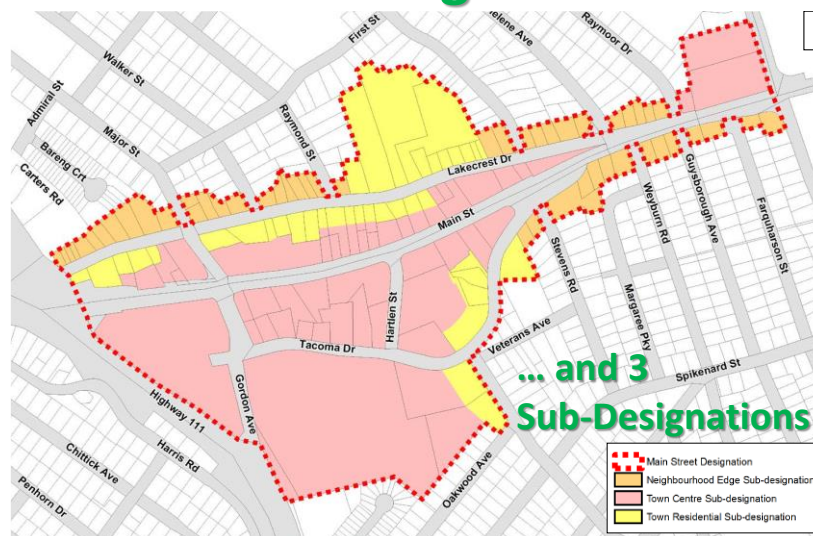 First St
Raymoor Dr
Walker St
Admiral St
Major St
Raymond St
Bareng Crt
Carters Rd
Lakecrest Dr
Main St
Weyburn Rd
Guysborough Ave
Farquharson St
Stevens Rd
Margaree Pky
Hartlen St
Tacoma Dr
Veterans Ave
Spikenard St
Gordon Ave
Highway 111
Harris Rd
Chittick Ave
Penhorn Dr
Oakwood Ave
... and 3
Sub-Designations
Main Street Designation
Neighbourhood Edge Sub-designation
Town Centre Sub-designation
Town Residential Sub-designation